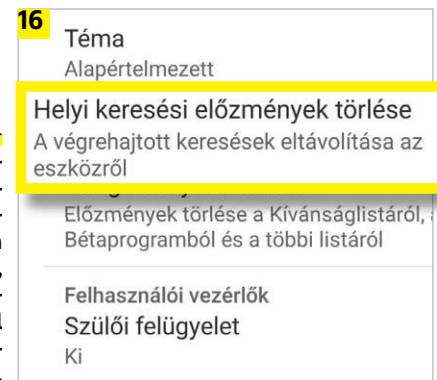 16
Téma
Alapértelmezett
Helyi keresési előzmények törlése
A végrehajtott keresések eltávolítása az
eszközről
Előzmények törlése a Kívánságlistáról, a
Bétaprogramból és a többi listáról
Felhasználói vezérlők
Szülői felügyelet
Ki